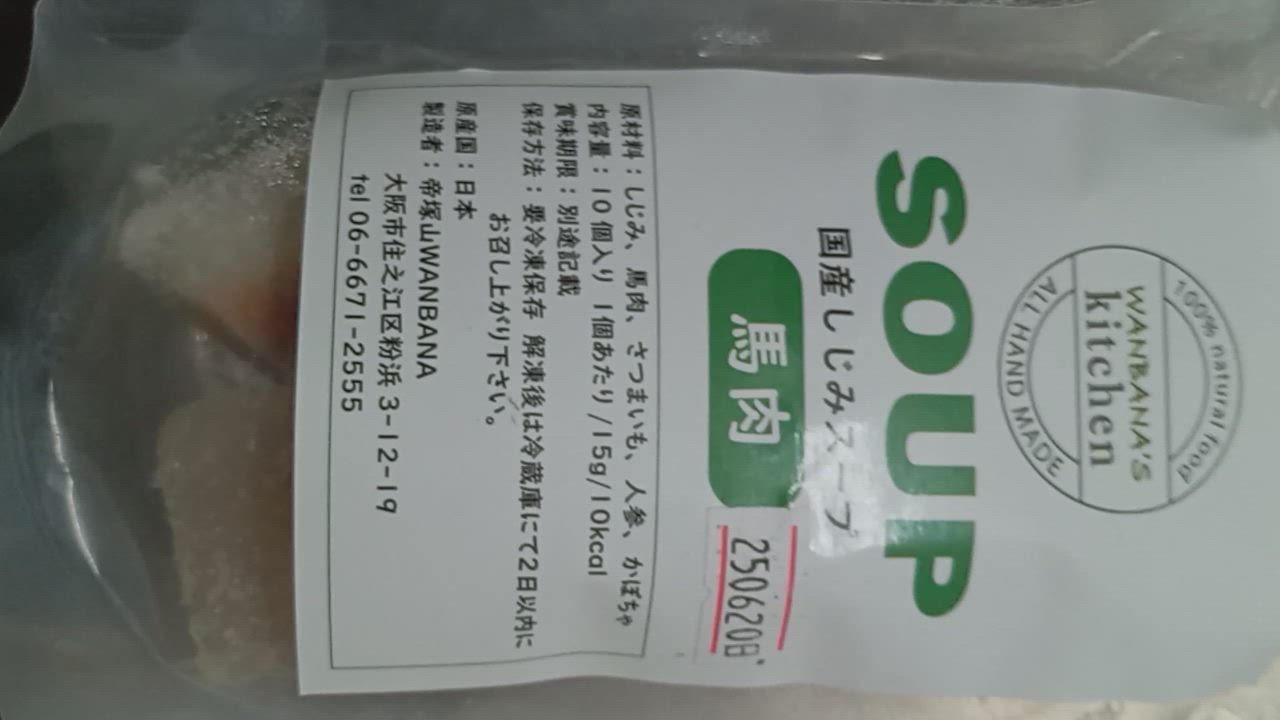 100% natural food
WANBANA'S
kitchen
ALL HAND MADE
SOUP
国産しじみスープ
馬肉
250620日
原材料：しじみ、馬肉、さつまいも、人参、かぼちゃ
内容量：10個入り 1個あたり/15g/10kcal
賞味期限：別途記載
保存方法：要冷凍保存 解凍後は冷蔵庫にて2日以内に
お召し上がり下さい。
原産国：日本
製造者：帝塚山WANBANA
大阪市住之江区粉浜3-12-19
tel 06-6671-2555